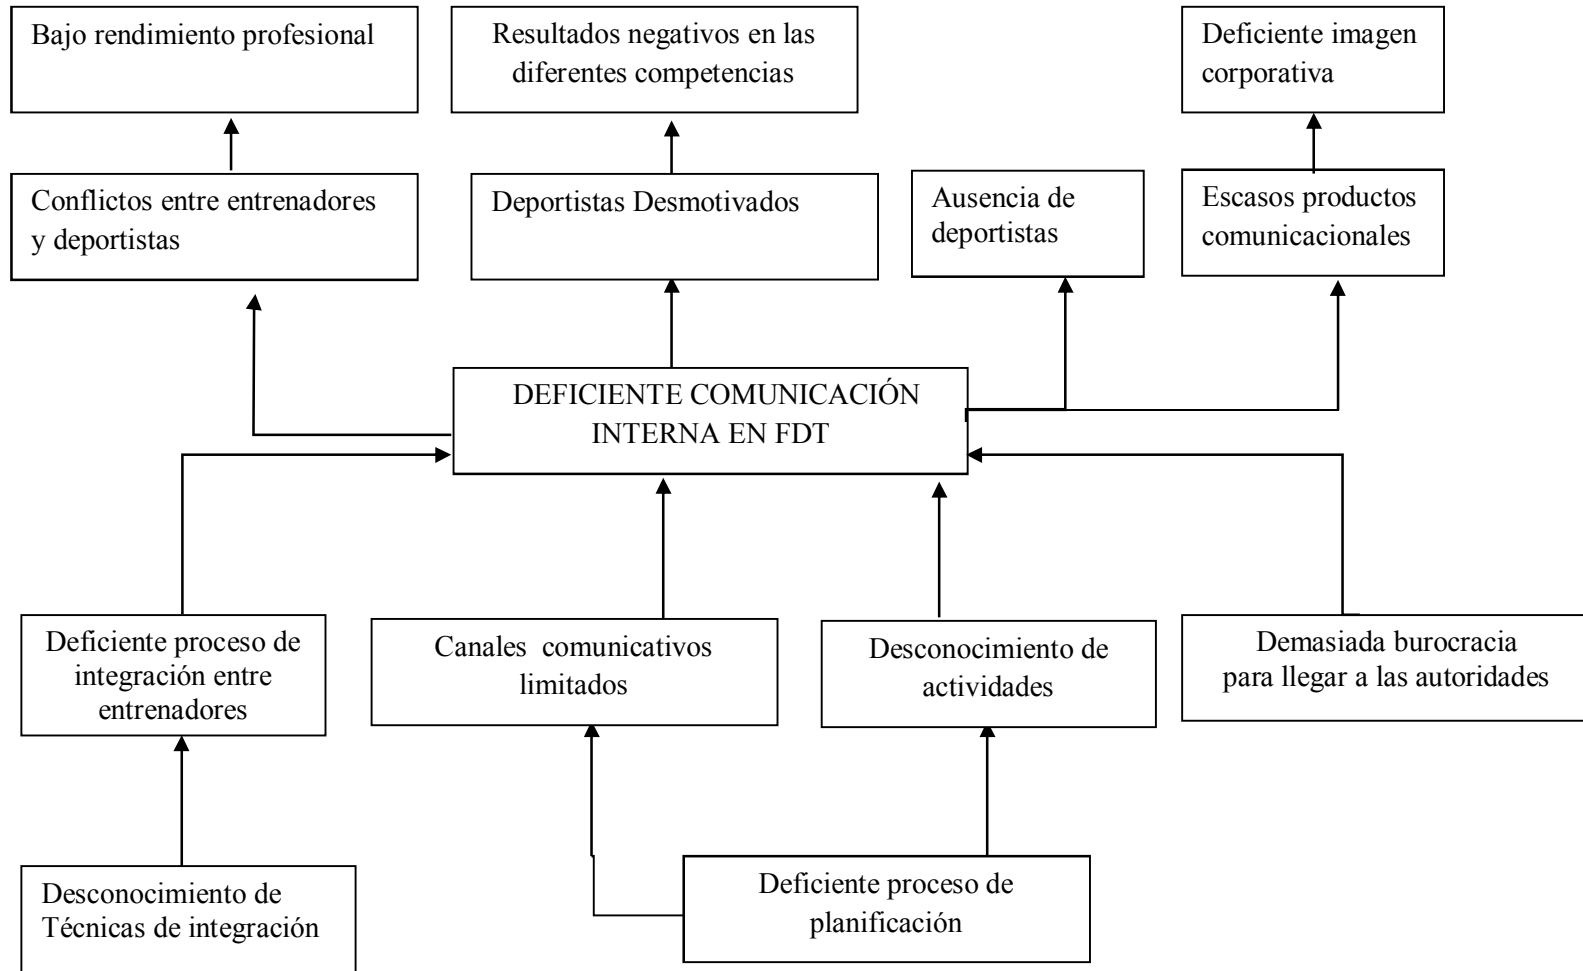 Bajo rendimiento profesional
Resultados negativos en las
diferentes competencias
Deficiente imagen
corporativa
Conflictos entre entrenadores
y deportistas
Deportistas Desmotivados
Ausencia de
deportistas
Escasos productos
comunicacionales
DEFICIENTE COMUNICACIÓN
INTERNA EN FDT
Deficiente proceso de
integración entre
entrenadores
Canales comunicativos
limitados
Desconocimiento de
actividades
Demasiada burocracia
para llegar a las autoridades
Desconocimiento de
Técnicas de integración
Deficiente proceso de
planificación